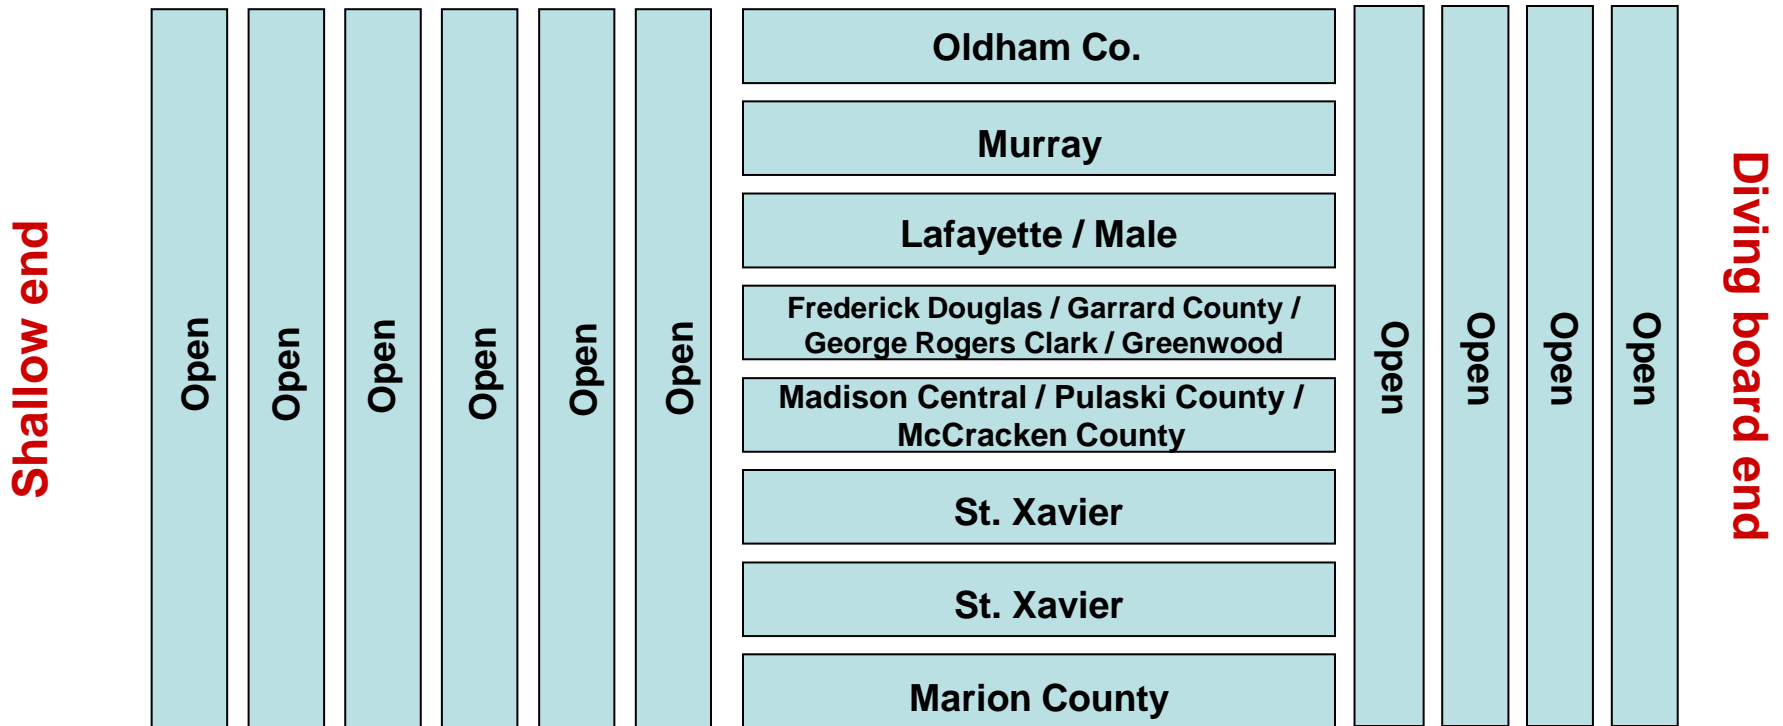 Shallow end
Open
Open
Open
Open
Open
Open
Oldham Co.
Murray
Lafayette / Male
Frederick Douglas / Garrard County /
George Rogers Clark / Greenwood
Madison Central / Pulaski County /
McCracken County
St. Xavier
St. Xavier
Marion County
Open
Open
Open
Open
Diving board end